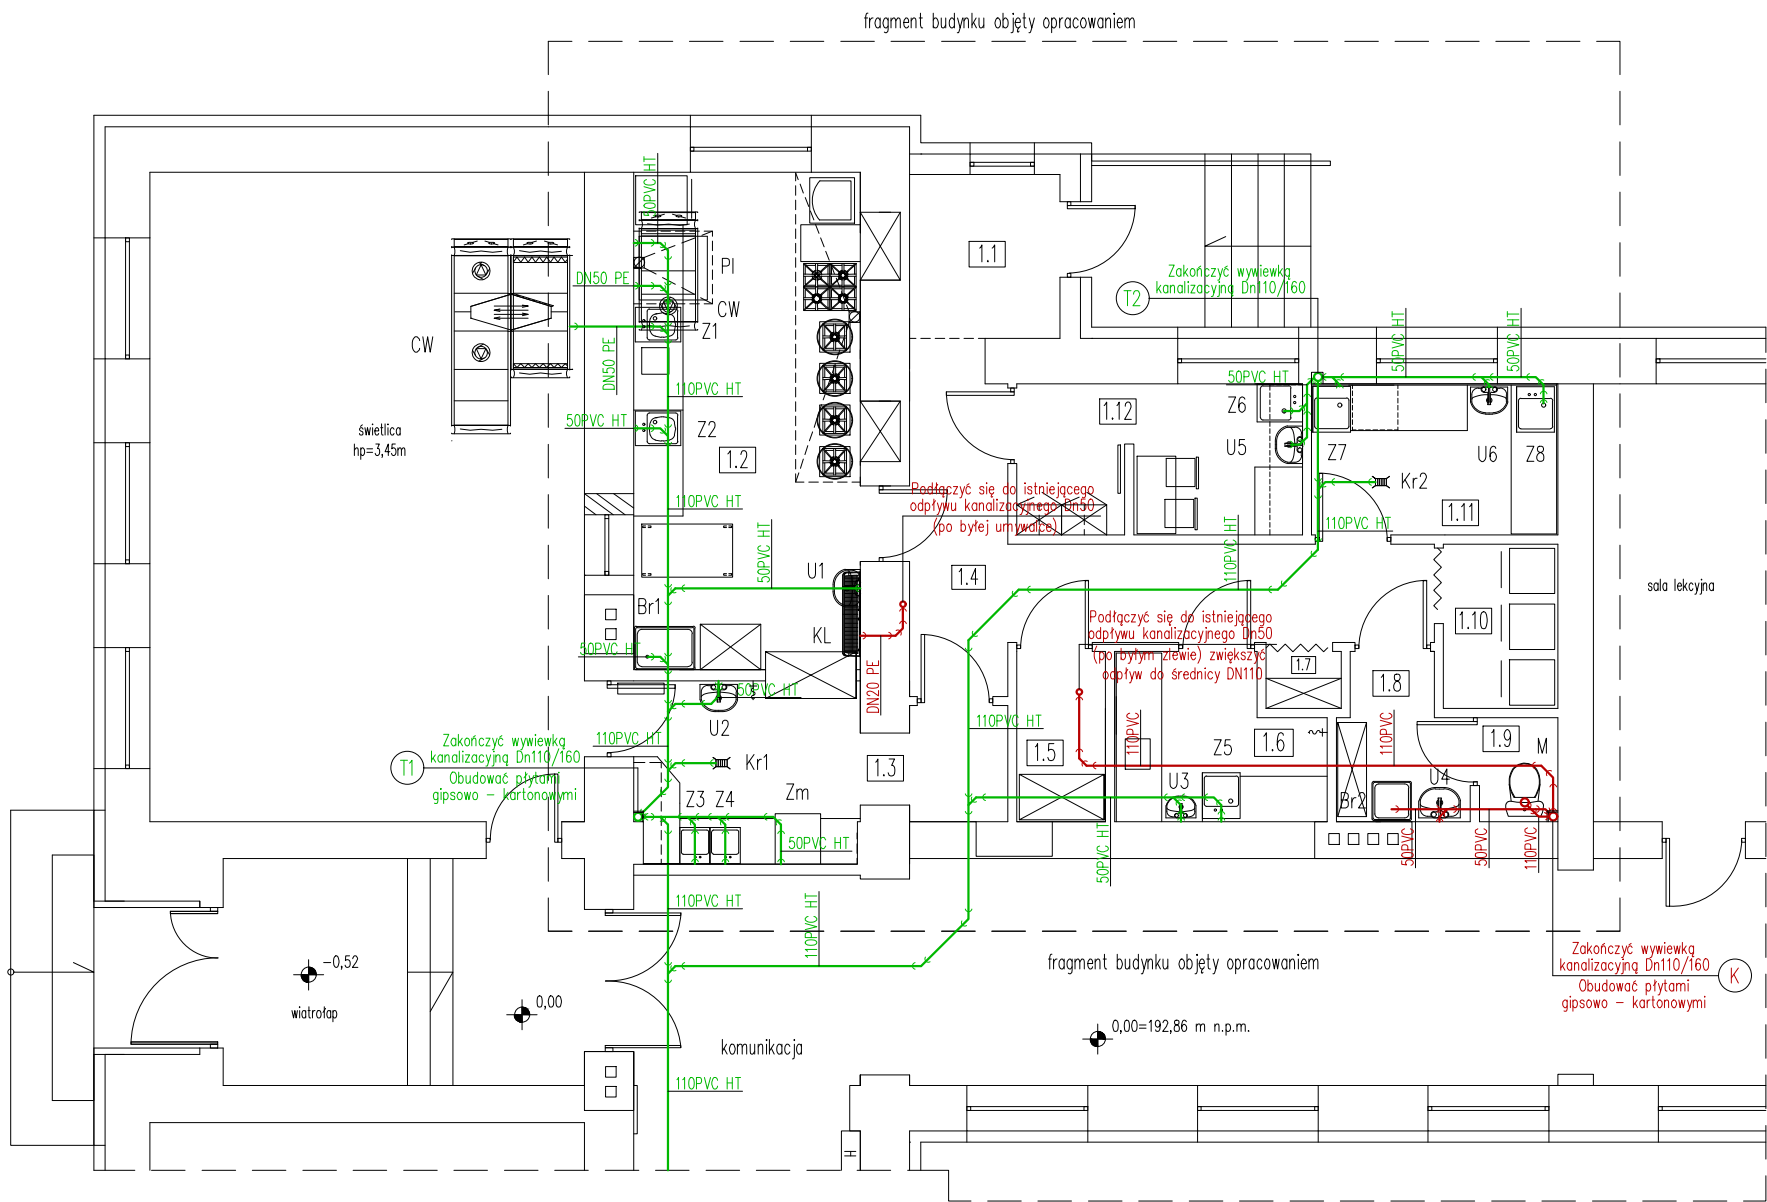 fragment budynku objęty opracowaniem
50PVC HT
1.1
PI
DN50 PE
CW
Z1
CW
DN50 PE
110PVC HT
T2
Zakończyć wywiewką
kanalizacyjną Dn110/160
50PVC HT
50PVC HT
50PVC HT
świetlica
hp=3,45m
50PVC HT
Z2
1.2
1.12
Z6
U5
Z7
U6
Z8
Kr2
1.11
110PVC HT
110PVC HT
Podłączyć się do istniejącego
odpływu kanalizacyjnego Dn50
(po byłej umywalce)
50PVC HT
U1
1.4
110PVC HT
sala lekcyjna
Br1
KL
50PVC HT
1.10
Podłączyć się do istniejącego
odpływu kanalizacyjnego Dn50
(po byłym zlewie) zwiększyć
odpływ do średnicy DN110
1.7
1.8
DN20 PE
50PVC HT
U2
110PVC HT
110PVC HT
110PVC
110PVC
1.5
Z5
1.6
1.9
M
T1
Zakończyć wywiewką
kanalizacyjną Dn110/160
Obudować płytami
gipsowo – kartonowymi
Kr1
1.3
Z3
Z4
Zm
U3
Br2
U4
50PVC HT
50PVC HT
50PVC
50PVC
110PVC
110PVC HT
110PVC HT
-0,52
wiatrołap
0,00
fragment budynku objęty opracowaniem
Zakończyć wywiewką
kanalizacyjną Dn110/160
Obudować płytami
gipsowo – kartonowymi
K
0,00=192,86 m n.p.m.
komunikacja
110PVC HT
H